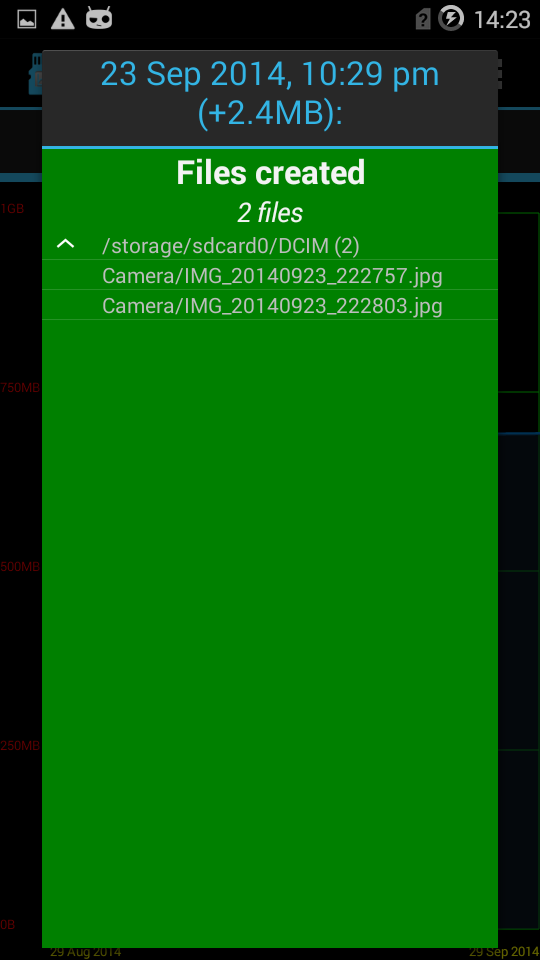 14:23
23 Sep 2014, 10:29 pm
(+2.4MB):
Files created
2 files
/storage/sdcard0/DCIM (2)
Camera/IMG_20140923_222757.jpg
Camera/IMG_20140923_222803.jpg
1GB
750MB
500MB
250MB
0B
29 Aug 2014
29 Sep 2014